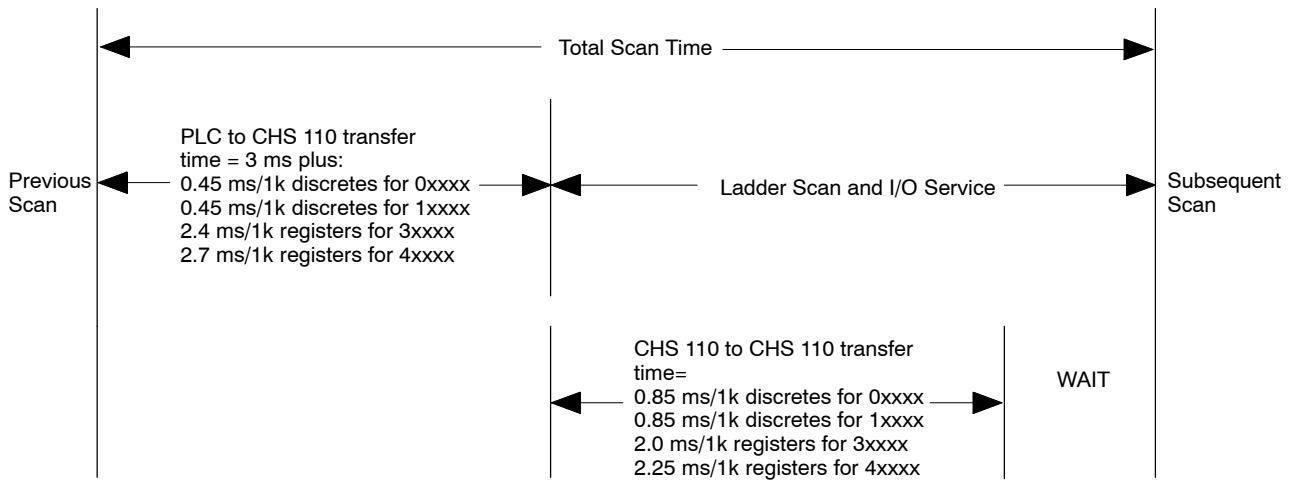 Total Scan Time
PLC to CHS 110 transfer
time = 3 ms plus:
0.45 ms/1k discretes for 0xxxx
0.45 ms/1k discretes for 1xxxx
2.4 ms/1k registers for 3xxxx
2.7 ms/1k registers for 4xxxx
Previous
Scan
Ladder Scan and I/O Service
Subsequent
Scan
CHS 110 to CHS 110 transfer
time=
0.85 ms/1k discretes for 0xxxx
0.85 ms/1k discretes for 1xxxx
2.0 ms/1k registers for 3xxxx
2.25 ms/1k registers for 4xxxx
WAIT